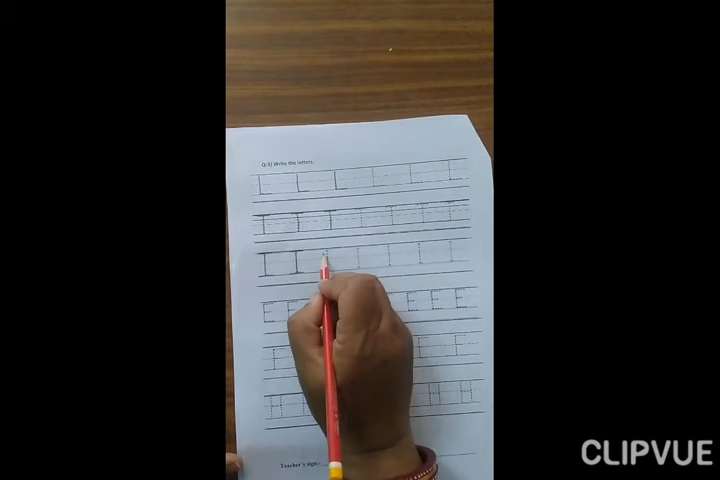 Q-3) Write the letters.
L L L L L L
T T T T T T T
I I I I I I I
E E E E E
F F F
H H H H
Teacher's sign:-
CLIPVUE